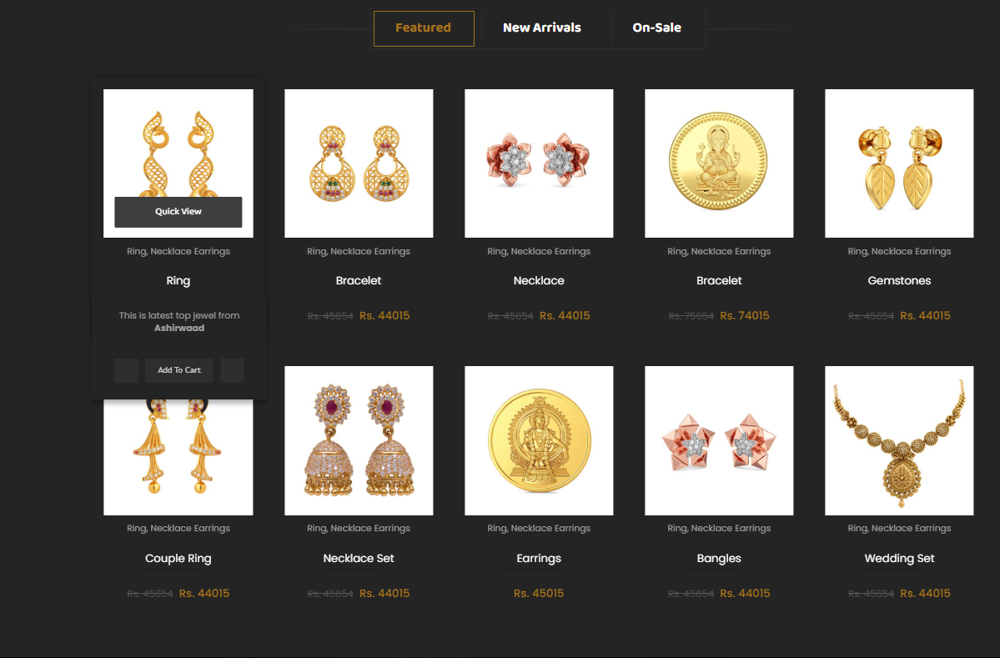 Featured
New Arrivals
On-Sale
Quick View
Ring, Necklace Earrings
Ring
This is latest top jewel from
Ashirwaad
Add To Cart
Ring, Necklace Earrings
Bracelet
Rs. 45654 Rs. 44015
Ring, Necklace Earrings
Necklace
Rs. 45654 Rs. 44015
Ring, Necklace Earrings
Bracelet
Rs. 75654 Rs. 74015
Ring, Necklace Earrings
Gemstones
Rs. 45654 Rs. 44015
Ring, Necklace Earrings
Couple Ring
Rs. 45654 Rs. 44015
Ring, Necklace Earrings
Necklace Set
Rs. 45654 Rs. 44015
Ring, Necklace Earrings
Earrings
Rs. 45015
Ring, Necklace Earrings
Bangles
Rs. 45654 Rs. 44015
Ring, Necklace Earrings
Wedding Set
Rs. 45654 Rs. 44015